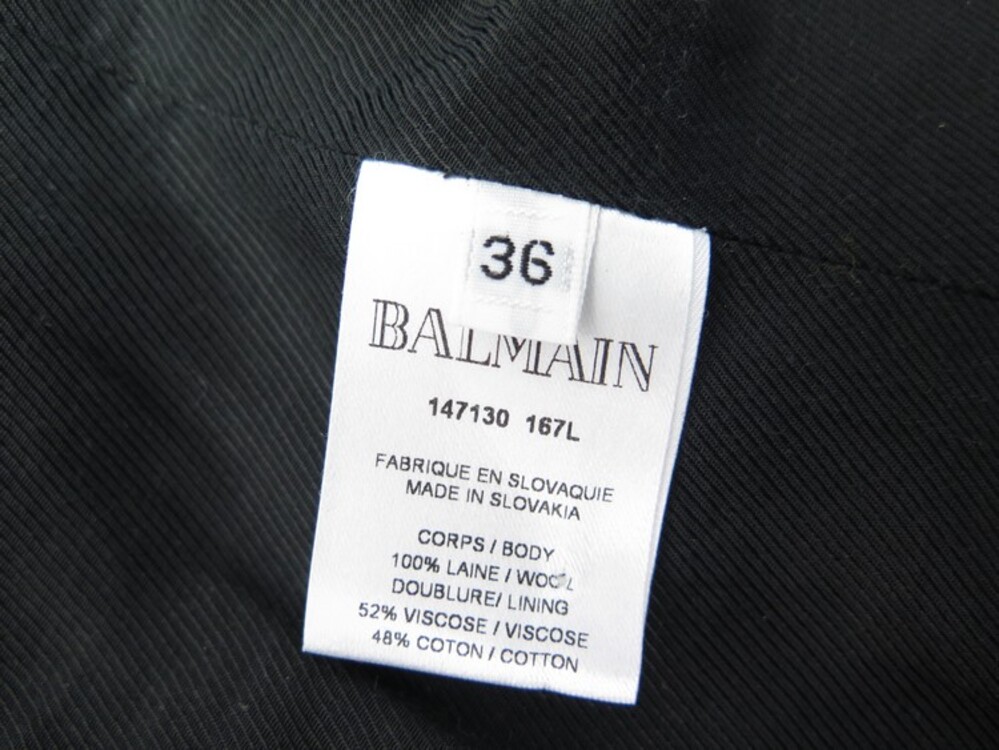 36
BALMAIN
147130 167L
FABRIQUE EN SLOVAQUIE
MADE IN SLOVAKIA
CORPS / BODY
100% LAINE / WOOL
DOUBLURE/ LINING
52% VISCOSE / VISCOSE
48% COTON / COTTON